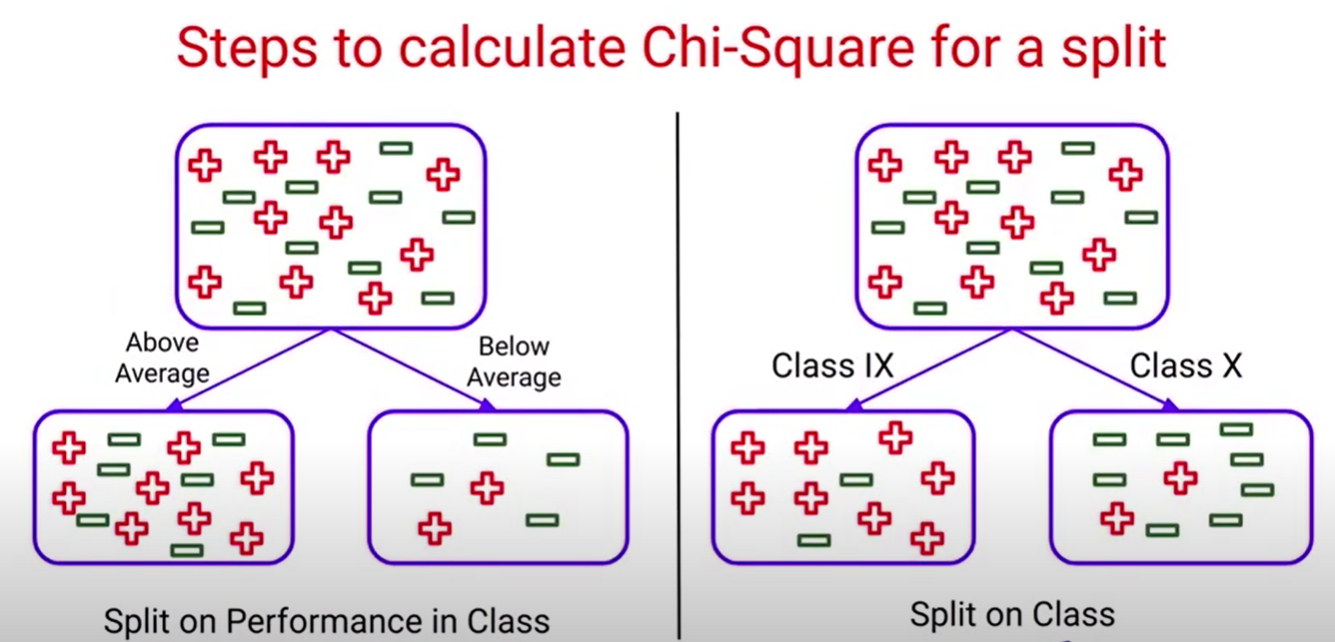 Steps to calculate Chi-Square for a split
Above
Average
Below
Average
Split on Performance in Class
Class IX
Class X
Split on Class